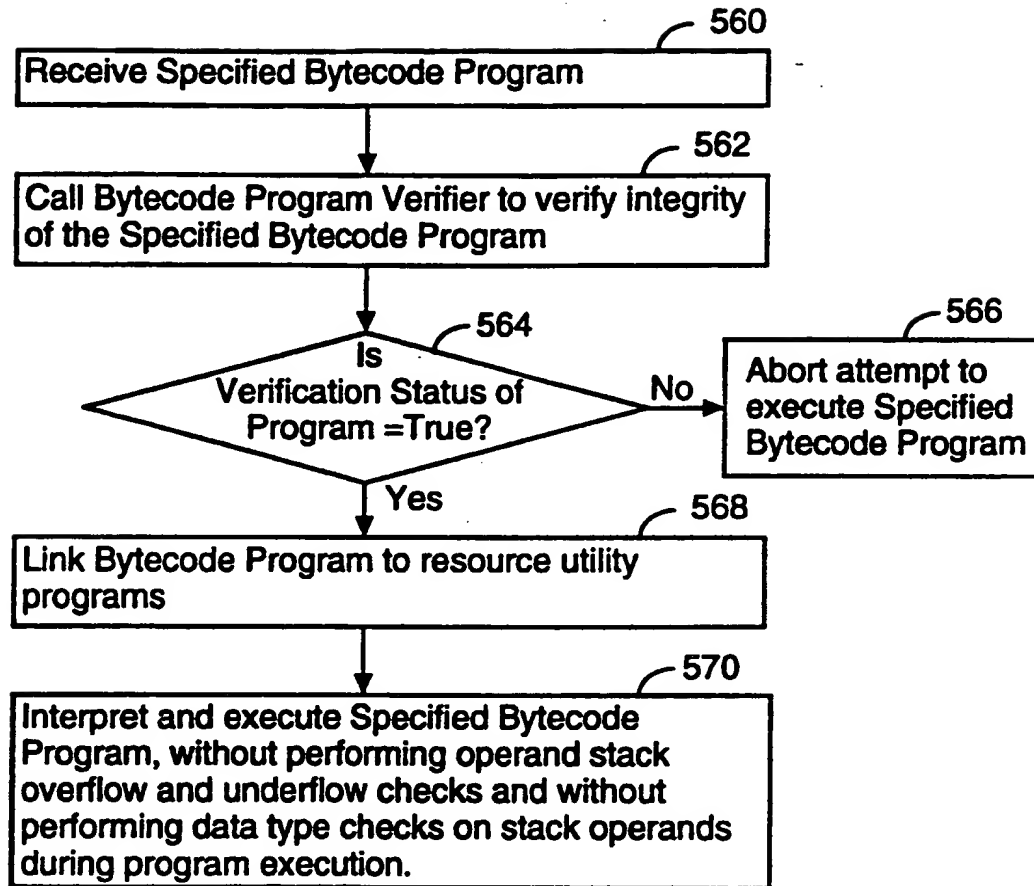 560
Receive Specified Bytecode Program
562
Call Bytecode Program Verifier to verify integrity
of the Specified Bytecode Program
564
Is
Verification Status of
Program =True?
No
566
Abort attempt to
execute Specified
Bytecode Program
Yes
568
Link Bytecode Program to resource utility
programs
570
Interpret and execute Specified Bytecode
Program, without performing operand stack
overflow and underflow checks and without
performing data type checks on stack operands
during program execution.